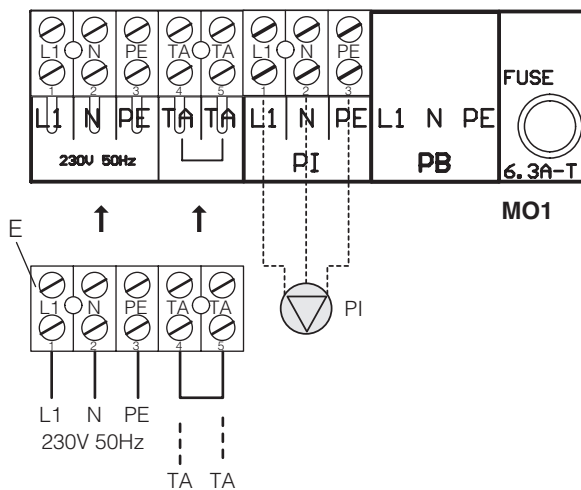 L1 N PE TA TA L1 N PE
1 2 3 4 5 1 2 3
L1 N PE TA TA L1 N PE L1 N PE
230V 50Hz PI PB
FUSE
6.3A-T
MO1
E
L1 N PE TA TA
1 2 3 4 5
PI
L1 N PE
230V 50Hz
TA TA